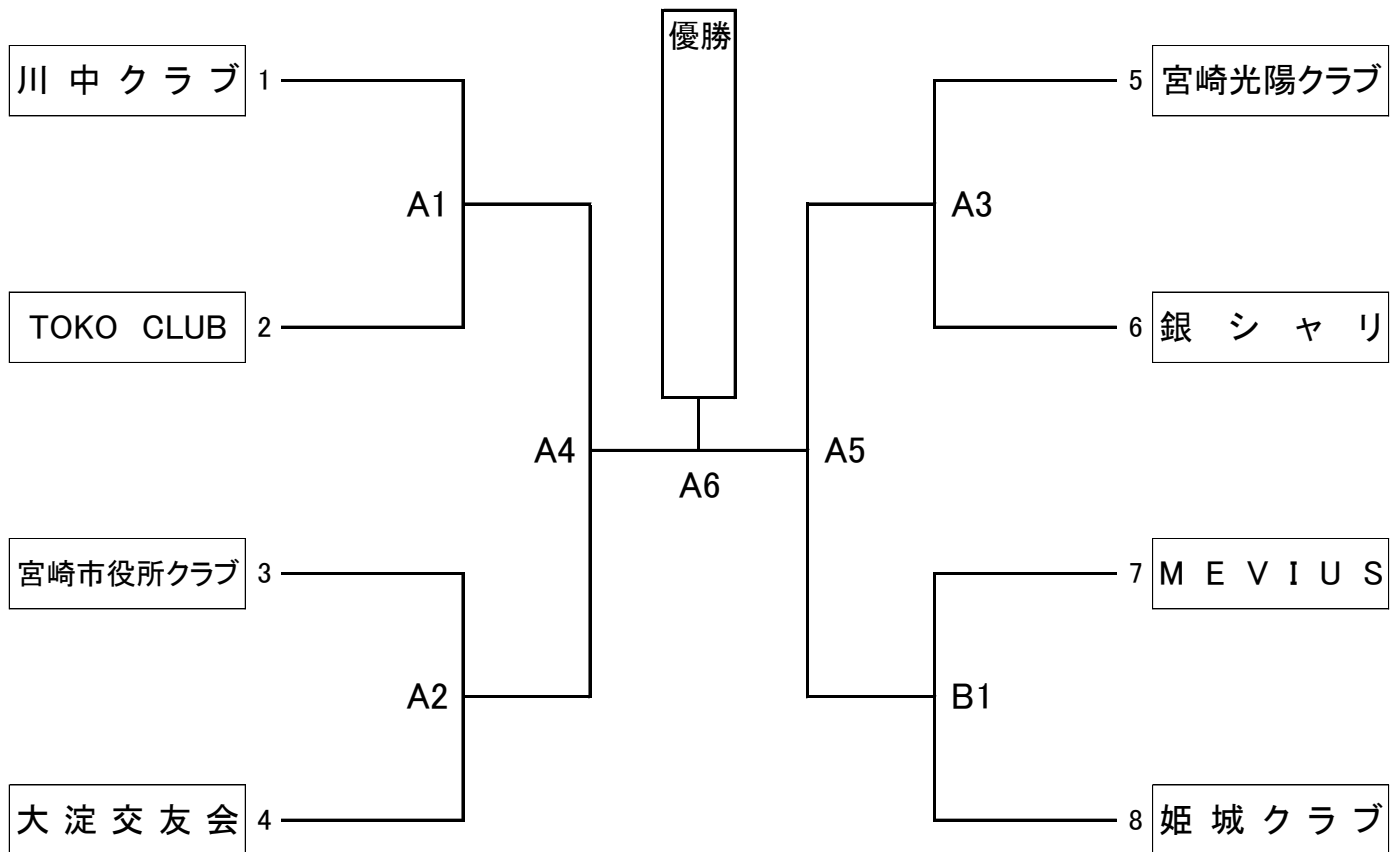 優勝
川中クラブ 1
5 宮崎光陽クラブ
A1
A3
TOKO CLUB 2
6 銀シャリ
A4
A5
A6
宮崎市役所クラブ 3
7 MEVIUS
A2
B1
大淀交友会 4
8 姫城クラブ